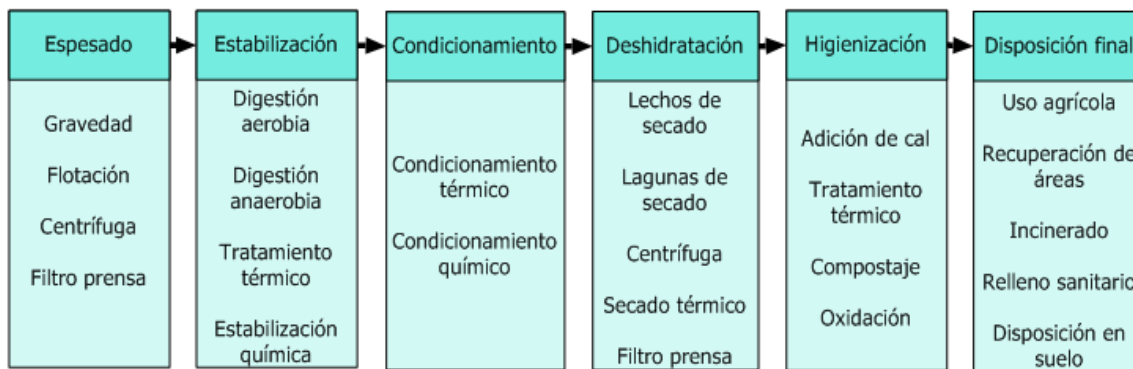 Espesado
Gravedad
Flotación
Centrífuga
Filtro prensa
Estabilización
Digestión
aerobia
Digestión
anaerobia
Tratamiento
térmico
Estabilización
química
Condicionamiento
Condicionamiento
térmico
Condicionamiento
químico
Deshidratación
Lechos de
secado
Lagunas de
secado
Centrífuga
Secado térmico
Filtro prensa
Higienización
Adición de cal
Tratamiento
térmico
Compostaje
Oxidación
Disposición final
Uso agrícola
Recuperación de
áreas
Incinerado
Relleno sanitario
Disposición en
suelo